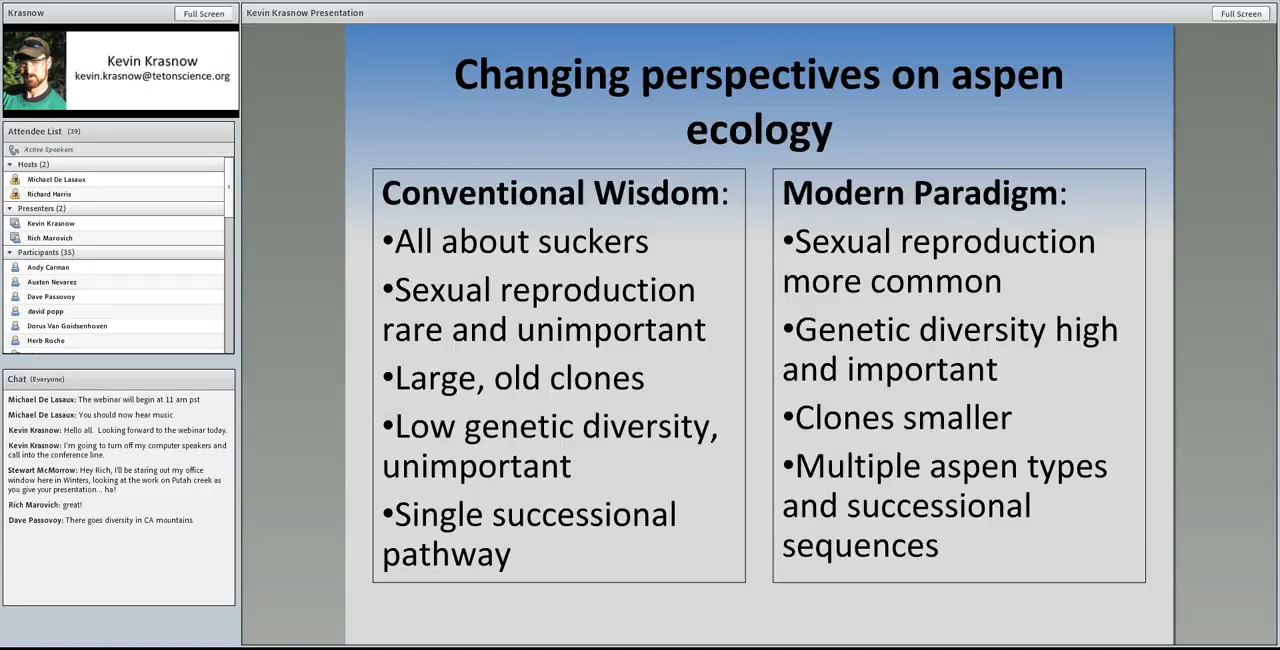 Krasnow
Full Screen
Kevin Krasnow
kevin.krasnow@tetonscience.org
Attendee List (39)
Active Speakers
Hosts (2)
Michael De Lasaux
Richard Harris
Presenters (2)
Kevin Krasnow
Rich Marovich
Participants (35)
Andy Carman
Austen Nevarez
Dave Passovoy
david popp
Dorus Van Goidsenhoven
Herb Roche
Chat (Everyone)
Michael De Lasaux: The webinar will begin at 11 am pst
Michael De Lasaux: You should now hear music
Kevin Krasnow: Hello all. Looking forward to the webinar today.
Kevin Krasnow: I'm going to turn off my computer speakers and
call into the conference line.
Stewart McMorrow: Hey Rich, I'll be staring out my office
window here in Winters, looking at the work on Putah creek as
you give your presentation... ha!
Rich Marovich: great!
Dave Passovoy: There goes diversity in CA mountains.
Kevin Krasnow Presentation
Full Screen
Changing perspectives on aspen
ecology
Conventional Wisdom:
•All about suckers
•Sexual reproduction
rare and unimportant
•Large, old clones
•Low genetic diversity,
unimportant
•Single successional
pathway
Modern Paradigm:
•Sexual reproduction
more common
•Genetic diversity high
and important
•Clones smaller
•Multiple aspen types
and successional
sequences